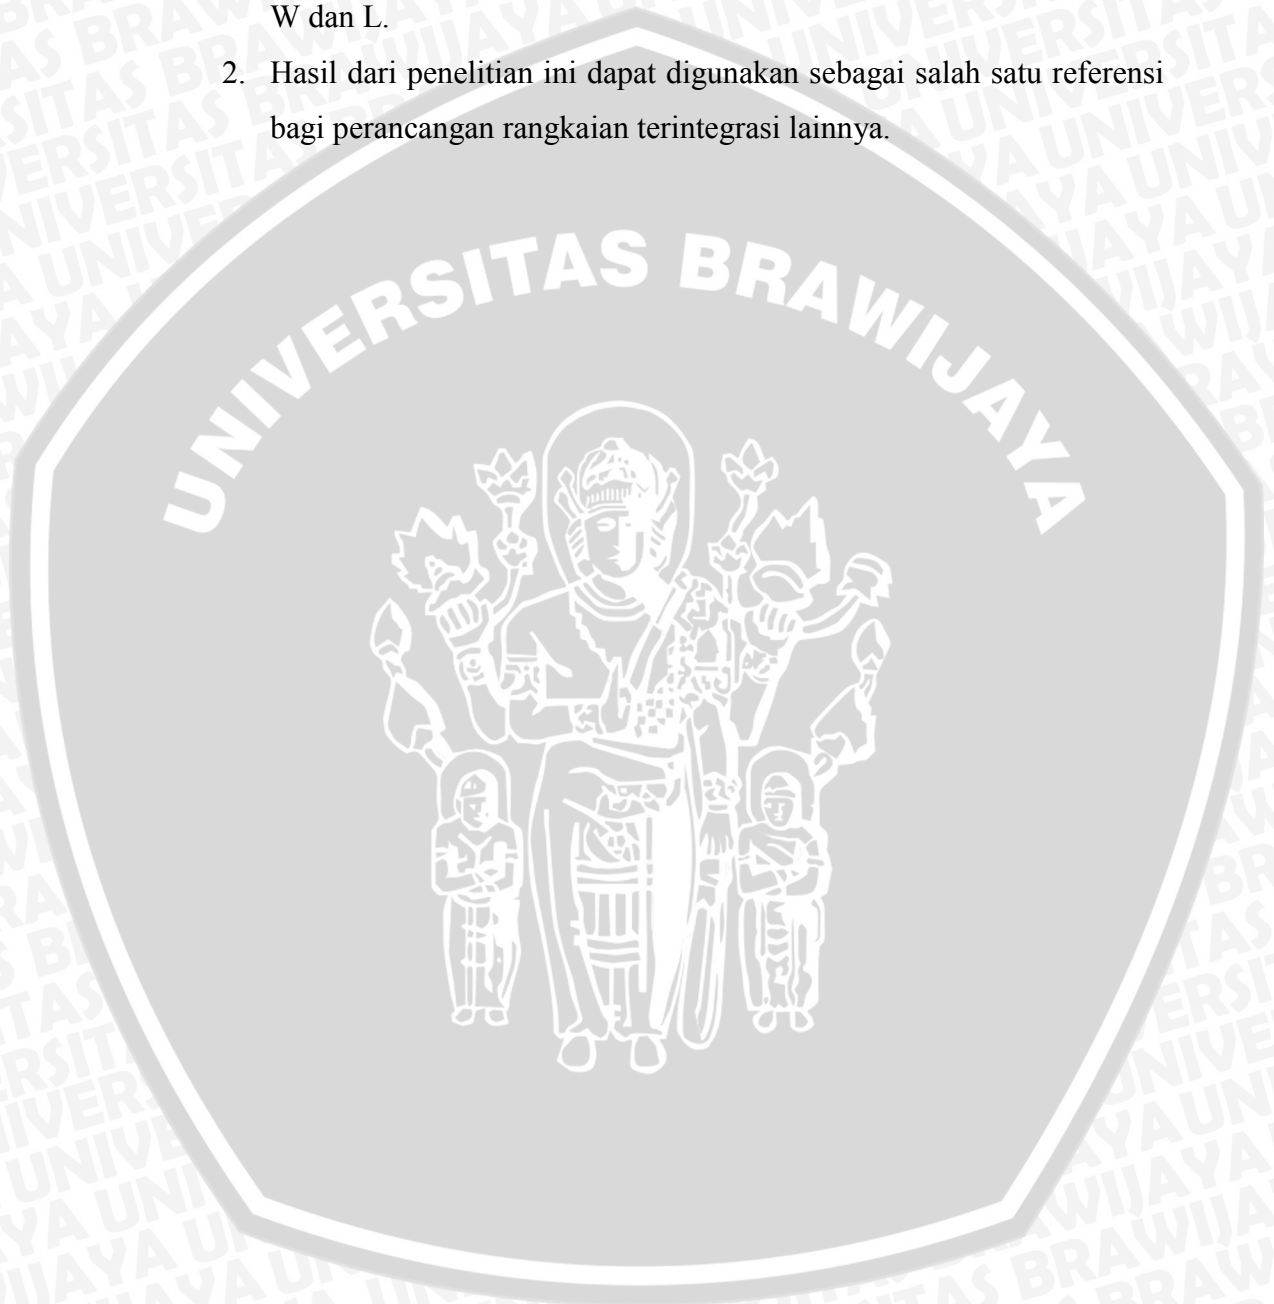 W dan L.
2. Hasil dari penelitian ini dapat digunakan sebagai salah satu referensi
bagi perancangan rangkaian terintegrasi lainnya.
UNIVERSITAS BRAWIJAYA